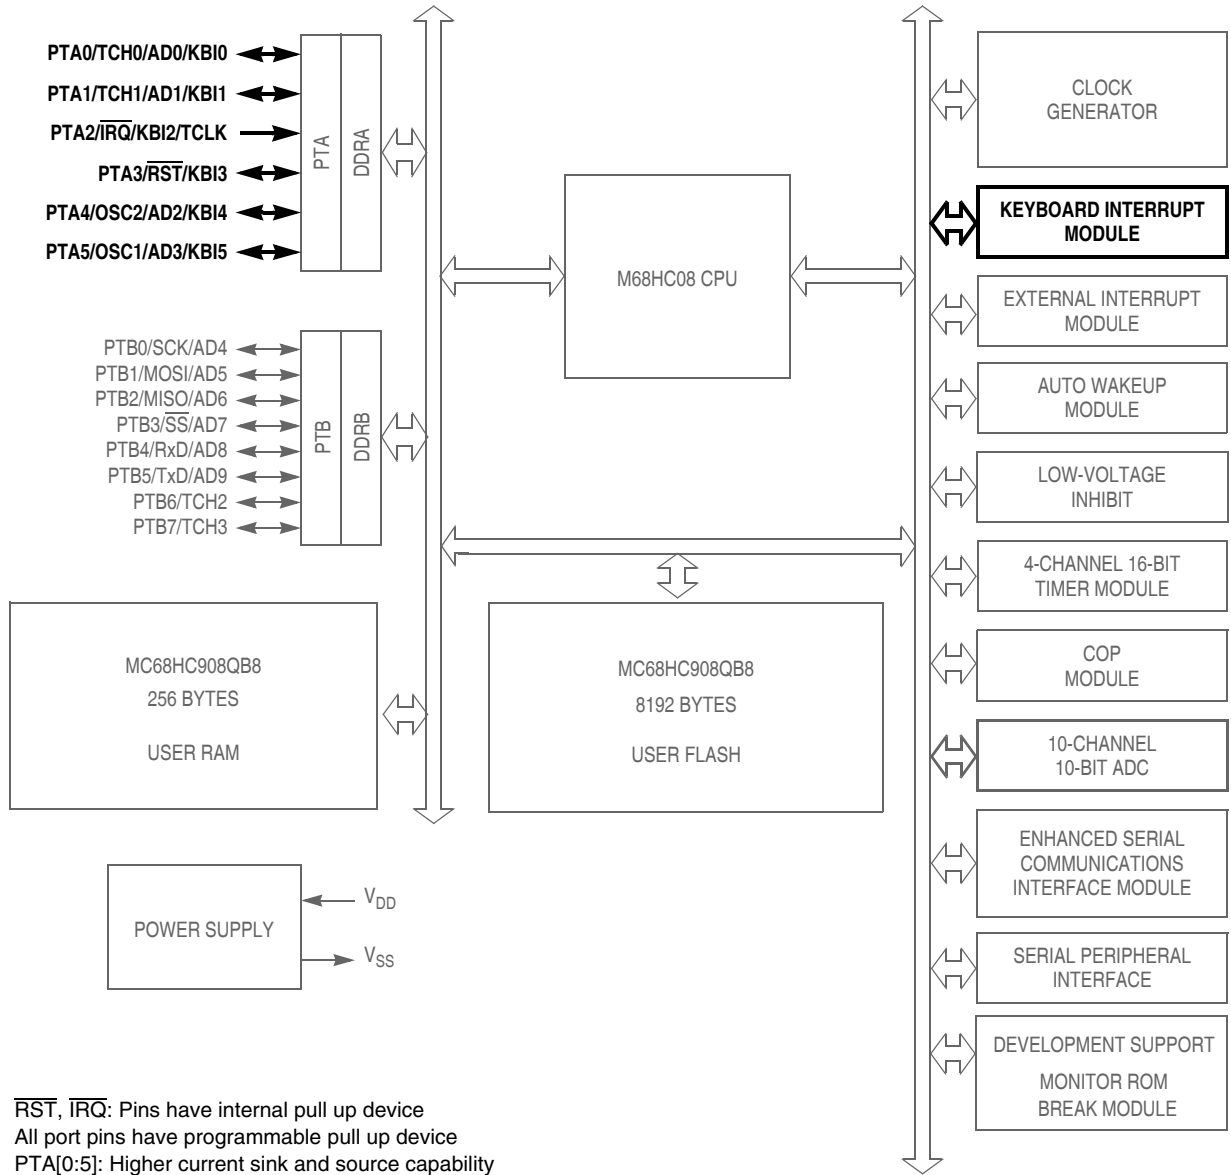 PTA0/TCH0/AD0/KBI0
PTA1/TCH1/AD1/KBI1
PTA2/IRQ/KBI2/TCLK
PTA3/RST/KBI3
PTA4/OSC2/AD2/KBI4
PTA5/OSC1/AD3/KBI5
PTA
DDRA
PTB0/SCK/AD4
PTB1/MOSI/AD5
PTB2/MISO/AD6
PTB3/SS/AD7
PTB4/RxD/AD8
PTB5/TxD/AD9
PTB6/TCH2
PTB7/TCH3
PTB
DDRB
M68HC08 CPU
MC68HC908QB8
256 BYTES
USER RAM
MC68HC908QB8
8192 BYTES
USER FLASH
POWER SUPPLY
VDD
VSS
CLOCK
GENERATOR
KEYBOARD INTERRUPT
MODULE
EXTERNAL INTERRUPT
MODULE
AUTO WAKEUP
MODULE
LOW-VOLTAGE
INHIBIT
4-CHANNEL 16-BIT
TIMER MODULE
COP
MODULE
10-CHANNEL
10-BIT ADC
ENHANCED SERIAL
COMMUNICATIONS
INTERFACE MODULE
SERIAL PERIPHERAL
INTERFACE
DEVELOPMENT SUPPORT
MONITOR ROM
BREAK MODULE
RST, IRQ: Pins have internal pull up device
All port pins have programmable pull up device
PTA[0:5]: Higher current sink and source capability